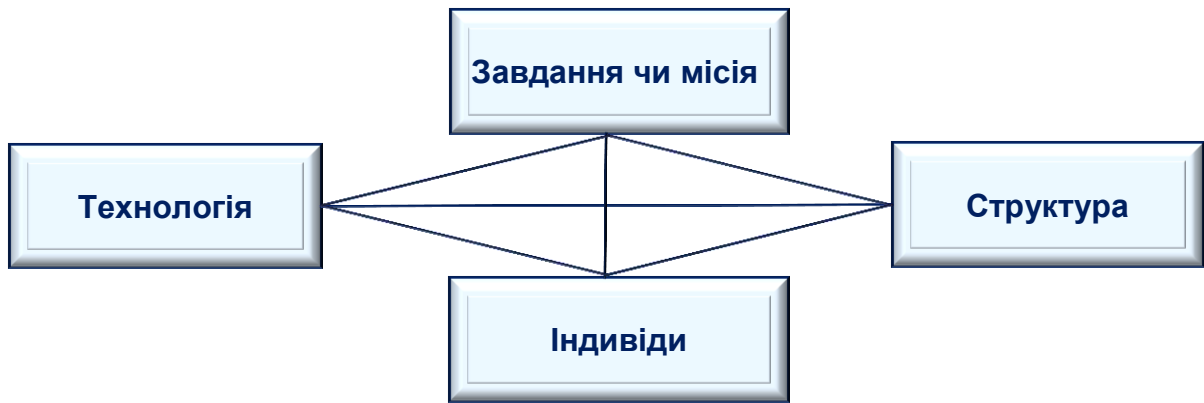 Завдання чи місія
Технологія
Структура
Індивіди